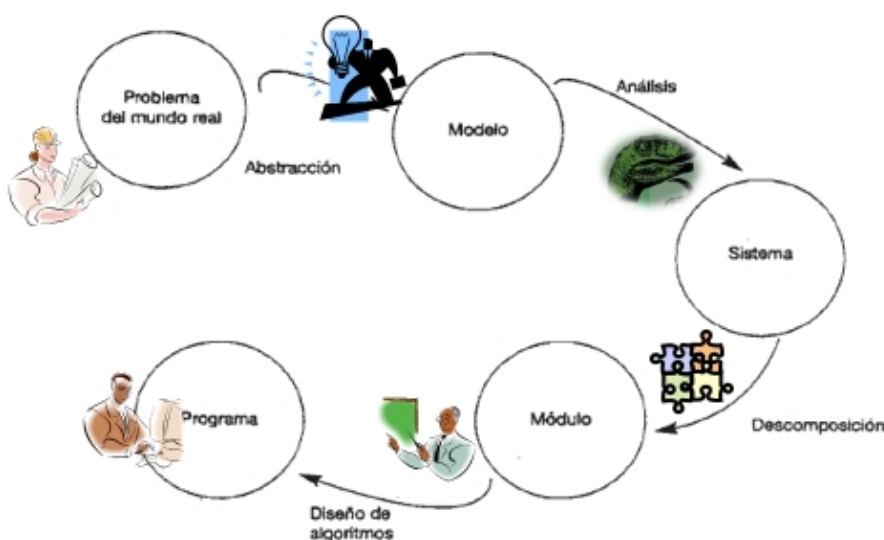 Problema
del mundo real
Abstracción
Modelo
Análisis
Sistema
Descomposición
Módulo
Diseño de
algoritmos
Programa